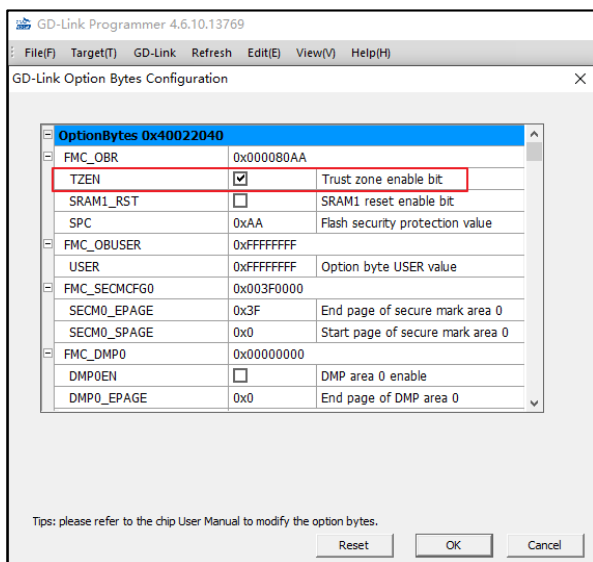 GD-Link Programmer 4.6.10.13769
File(F) Target(T) GD-Link Refresh Edit(E) View(V) Help(H)
GD-Link Option Bytes Configuration
OptionBytes 0x40022040
FMC_OBR 0x000080AA
TZEN Trust zone enable bit
SRAM1_RST SRAM1 reset enable bit
SPC 0xAA Flash security protection value
FMC_OBUSER 0xFFFFFFFF
USER 0xFFFFFFFF Option byte USER value
FMC_SECMCFG0 0x003F0000
SECM0_EPAGE 0x3F End page of secure mark area 0
SECM0_SPAGE 0x0 Start page of secure mark area 0
FMC_DMP0 0x00000000
DMP0EN DMP area 0 enable
DMP0_EPAGE 0x0 End page of DMP area 0
Tips: please refer to the chip User Manual to modify the option bytes.
Reset OK Cancel